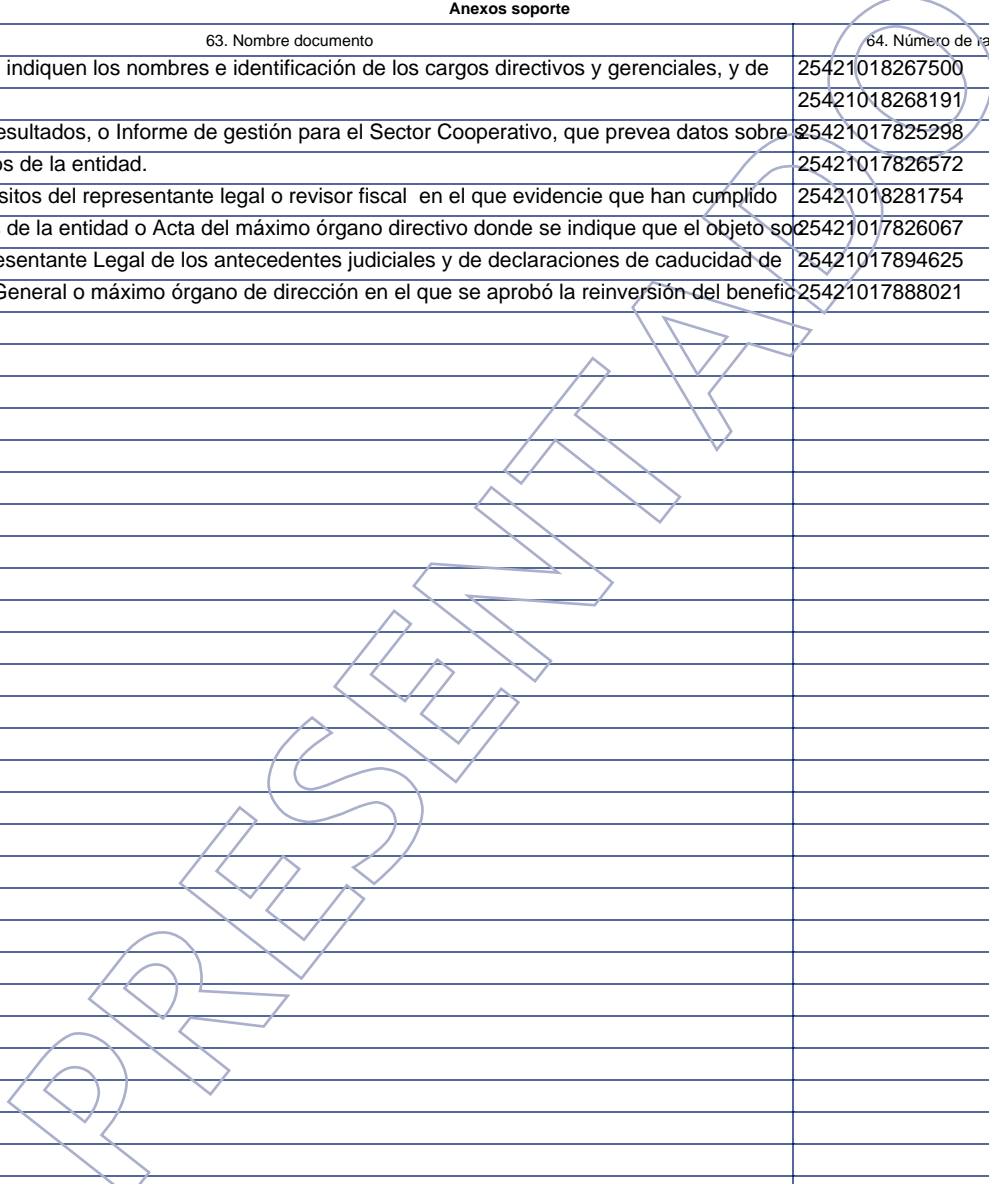 Anexos soporte
63. Nombre documento 64. Número de ra
indiquen los nombres e identificación de los cargos directivos y gerenciales, y de 25421018267500
25421018268191
esultados, o Informe de gestión para el Sector Cooperativo, que prevea datos sobre s 25421017825298
os de la entidad. 25421017826572
sitos del representante legal o revisor fiscal en el que evidencie que han cumplido 25421018281754
s de la entidad o Acta del máximo órgano directivo donde se indique que el objeto soc 25421017826067
esentante Legal de los antecedentes judiciales y de declaraciones de caducidad de 25421017894625
General o máximo órgano de dirección en el que se aprobó la reinversión del benefic 25421017888021
PRESENTADO